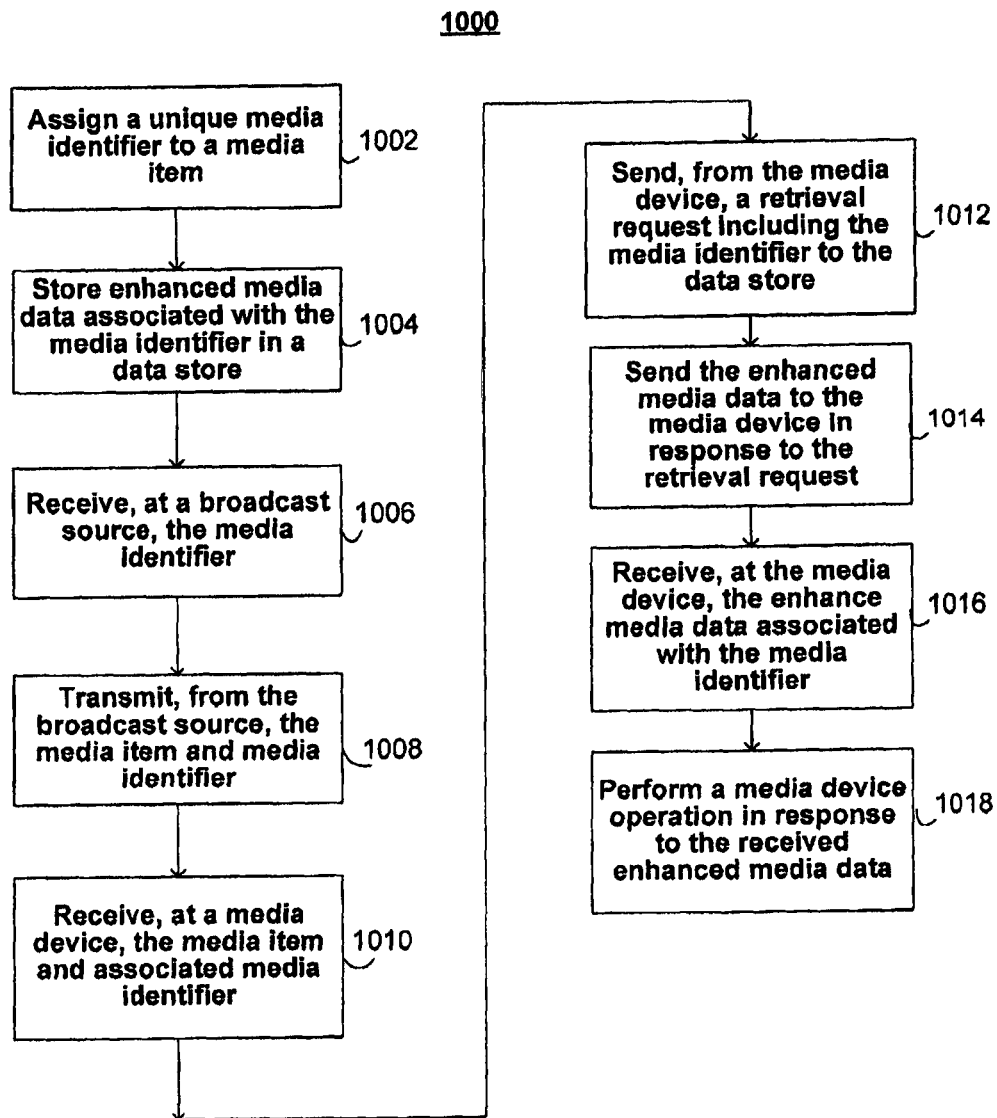 1000
Assign a unique media
identifier to a media
item
1002
Store enhanced media
data associated with the
media identifier in a
data store
1004
Receive, at a broadcast
source, the media
identifier
1006
Transmit, from the
broadcast source, the
media item and media
identifier
1008
Receive, at a media
device, the media item
and associated media
identifier
1010
Send, from the media
device, a retrieval
request including the
media identifier to the
data store
1012
Send the enhanced
media data to the
media device in
response to the
retrieval request
1014
Receive, at the media
device, the enhance
media data associated
with the media
identifier
1016
Perform a media device
operation in response
to the received
enhanced media data
1018